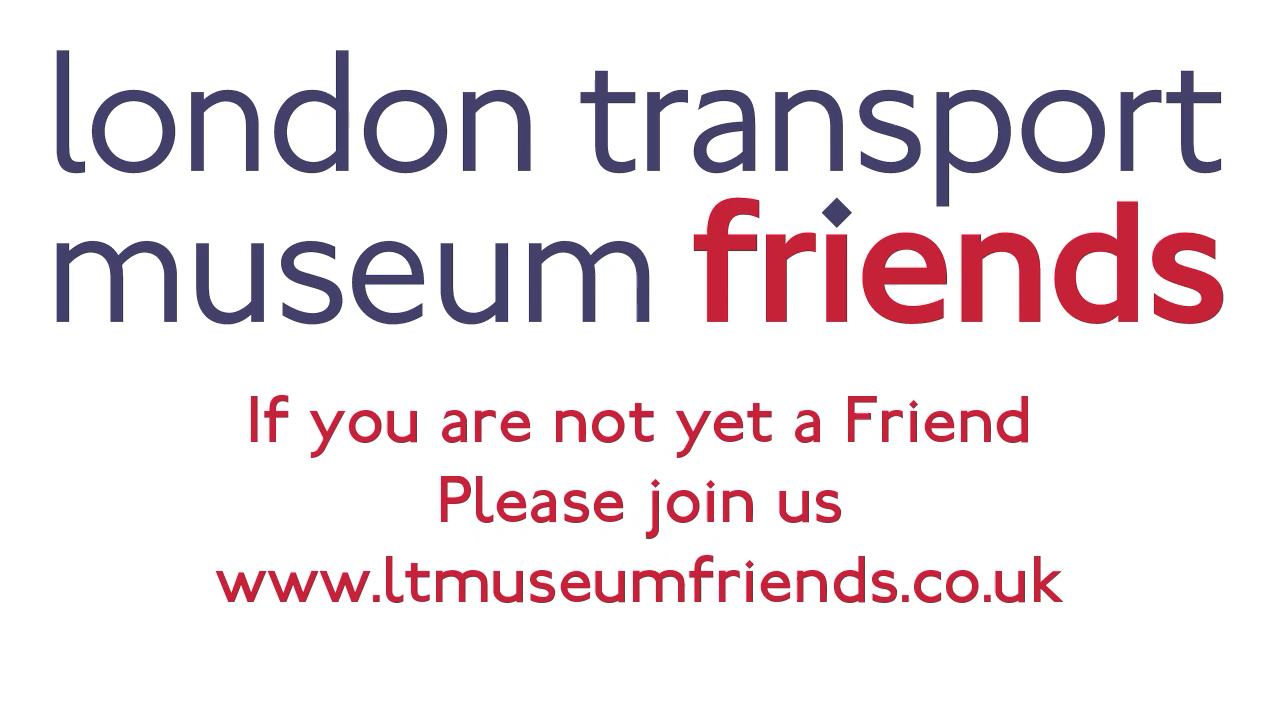 london transport
museum friends
If you are not yet a Friend
Please join us
www.ltmuseumfriends.co.uk